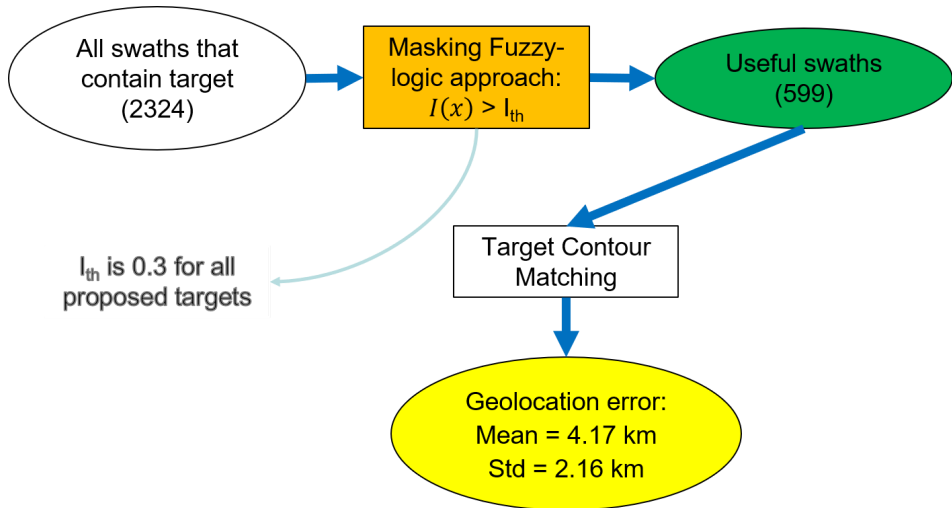 All swaths that
contain target
(2324)
Masking Fuzzy-
logic approach:
I(x) > Ith
Useful swaths
(599)
Ith is 0.3 for all
proposed targets
Target Contour
Matching
Geolocation error:
Mean = 4.17 km
Std = 2.16 km